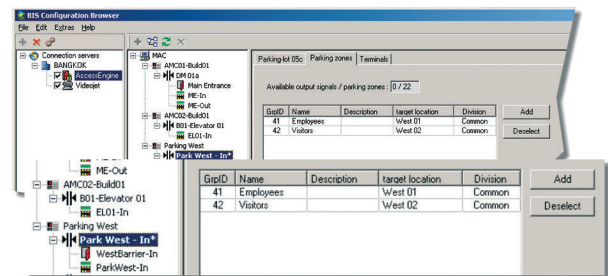 BIS Configuration Browser
File Edit Extras Help
Connection servers
BANGKOK
AccessEngine
Videojet
MAC
AMC01-Build01
DM 01a
Main Entrance
ME-In
ME-Out
AMC02-Build01
B01-Elevator 01
EL01-In
Parking West
Park West - In*
Parking-lot 05c Parking zones Terminals
Available output signals / parking zones : 0 / 22
GrpID Name Description target location Division
41 Employees West 01 Common
42 Visitors West 02 Common
Add
Deselect
ME-Out
AMC02-Build01
B01-Elevator 01
EL01-In
Parking West
Park West - In*
WestBarrier-In
ParkWest-In
GrpID Name Description target location Division
41 Employees West 01 Common
42 Visitors West 02 Common
Add
Deselect